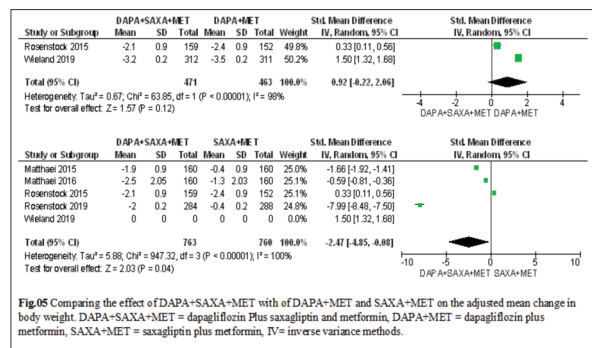 DAPA+SAXA+MET DAPA+MET Std. Mean Difference Std. Mean Difference
Study or Subgroup Mean SD Total Mean SD Total Weight IV, Random, 95% CI IV, Random, 95% CI
Rosenstock 2015 -2.1 0.9 159 -2.4 0.9 152 49.8% 0.33 [0.11, 0.56]
Wieland 2019 -3.2 0.2 312 -3.5 0.2 311 50.2% 1.50 [1.32, 1.68]
Total (95% CI) 471 463 100.0% 0.92 [-0.22, 2.06]
Heterogeneity: Tau² = 0.67; Chi² = 63.85, df = 1 (P < 0.00001); I² = 98%
Test for overall effect: Z = 1.57 (P = 0.12)
-4 -2 0 2 4
DAPA+SAXA+MET DAPA+MET
DAPA+SAXA+MET SAXA+MET Std. Mean Difference Std. Mean Difference
Study or Subgroup Mean SD Total Mean SD Total Weight IV, Random, 95% CI IV, Random, 95% CI
Matthaei 2015 -1.9 0.9 160 -0.4 0.9 160 25.0% -1.66 [-1.92, -1.41]
Matthaei 2016 -2.5 2.05 160 -1.3 2.03 160 25.0% -0.59 [-0.81, -0.36]
Rosenstock 2015 -2.1 0.9 159 -2.4 0.9 152 25.0% 0.33 [0.11, 0.56]
Rosenstock 2019 -2 0.2 284 -0.4 0.2 288 24.8% -7.99 [-8.48, -7.50]
Wieland 2019 0 0 0 0 0 0 0.0% 1.50 [1.32, 1.68]
Total (95% CI) 763 760 100.0% -2.47 [-4.85, -0.08]
Heterogeneity: Tau² = 5.88; Chi² = 947.32, df = 3 (P < 0.00001); I² = 100%
Test for overall effect: Z = 2.03 (P = 0.04)
-10 -5 0 5 10
DAPA+SAXA+MET SAXA+MET
Fig.05 Comparing the effect of DAPA+SAXA+MET with of DAPA+MET and SAXA+MET on the adjusted mean change in
body weight. DAPA+SAXA+MET = dapagliflozin Plus saxagliptin and metformin, DAPA+MET = dapagliflozin plus
metformin, SAXA+MET = saxagliptin plus metformin, IV= inverse variance methods.